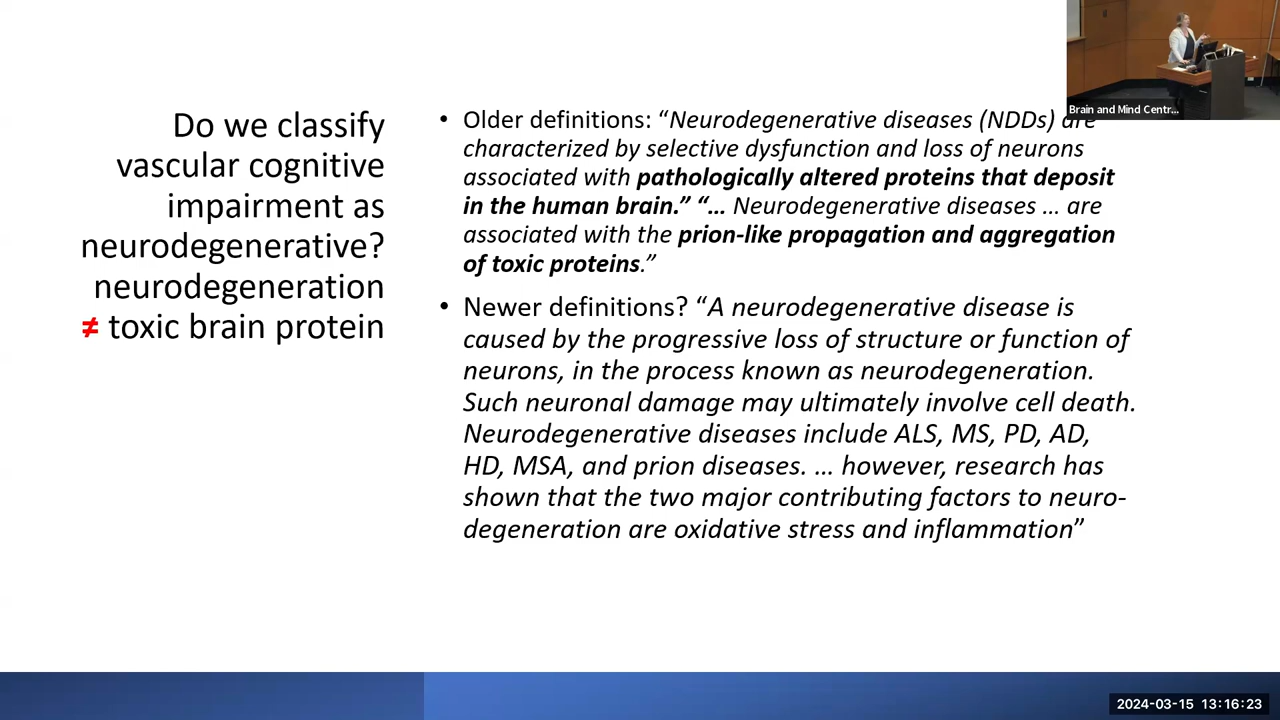 Do we classify
vascular cognitive
impairment as
neurodegenerative?
neurodegeneration
≠ toxic brain protein
• Older definitions: “Neurodegenerative diseases (NDDs) are
characterized by selective dysfunction and loss of neurons
associated with pathologically altered proteins that deposit
in the human brain.” “… Neurodegenerative diseases … are
associated with the prion-like propagation and aggregation
of toxic proteins.”
• Newer definitions? “A neurodegenerative disease is
caused by the progressive loss of structure or function of
neurons, in the process known as neurodegeneration.
Such neuronal damage may ultimately involve cell death.
Neurodegenerative diseases include ALS, MS, PD, AD,
HD, MSA, and prion diseases. … however, research has
shown that the two major contributing factors to neuro-
degeneration are oxidative stress and inflammation”
Brain and Mind Centr...
2024-03-15 13:16:23